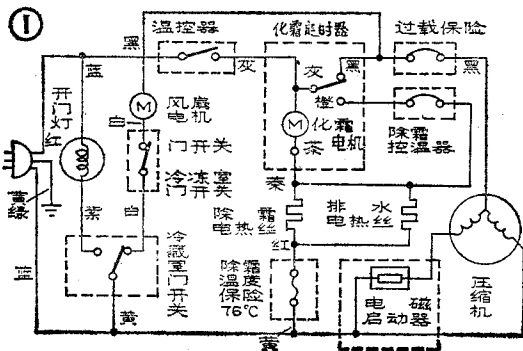 ①
温控器
化霜定时器
过载保险
黑
蓝
灰
黑
黑
开门灯
红
风扇
电机
白
灰
橙
M
M
化霜
电机
门开关
冷冻室
门开关
茶
除霜
控温器
茶
黄绿
紫
白
除霜
电热丝
排水
电热丝
红
蓝
冷藏室门开关
除霜
温度
保险
76℃
黄
黄
电磁
启动器
压缩机